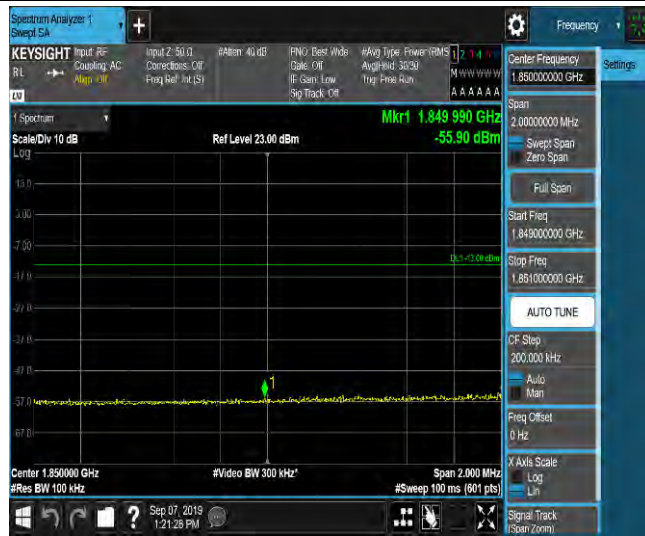 Spectrum Analyzer 1
Swept SA
+
Frequency
KEYSIGHT
Input: RF
Input Z: 50 Ω
#Atten: 40 dB
PNO: Best Wide
#Avg Type: Power (RMS
RL
Coupling: AC
Corrections: Off
Gate: Off
Avg|Hold: 30/30
Align: Off
Freq Ref: Int (S)
IF Gain: Low
Trig: Free Run
Sig Track: Off
M W W W W W
A A A A A A
LV
1 Spectrum
Mkr1 1.849 990 GHz
Scale/Div 10 dB
Ref Level 23.00 dBm
-55.90 dBm
Log
13.0
3.00
-7.00
DL1 -13.00 dBm
-17.0
-27.0
-37.0
-47.0
1
-57.0
-67.0
Center 1.850000 GHz
#Video BW 300 kHz*
Span 2.000 MHz
#Res BW 100 kHz
#Sweep 100 ms (601 pts)
?
Sep 07, 2019
1:21:28 PM
Settings
Center Frequency
1.850000000 GHz
Span
2.00000000 MHz
Swept Span
Zero Span
Full Span
Start Freq
1.849000000 GHz
Stop Freq
1.851000000 GHz
AUTO TUNE
CF Step
200.000 kHz
Auto
Man
Freq Offset
0 Hz
X Axis Scale
Log
Lin
Signal Track
(Span Zoom)